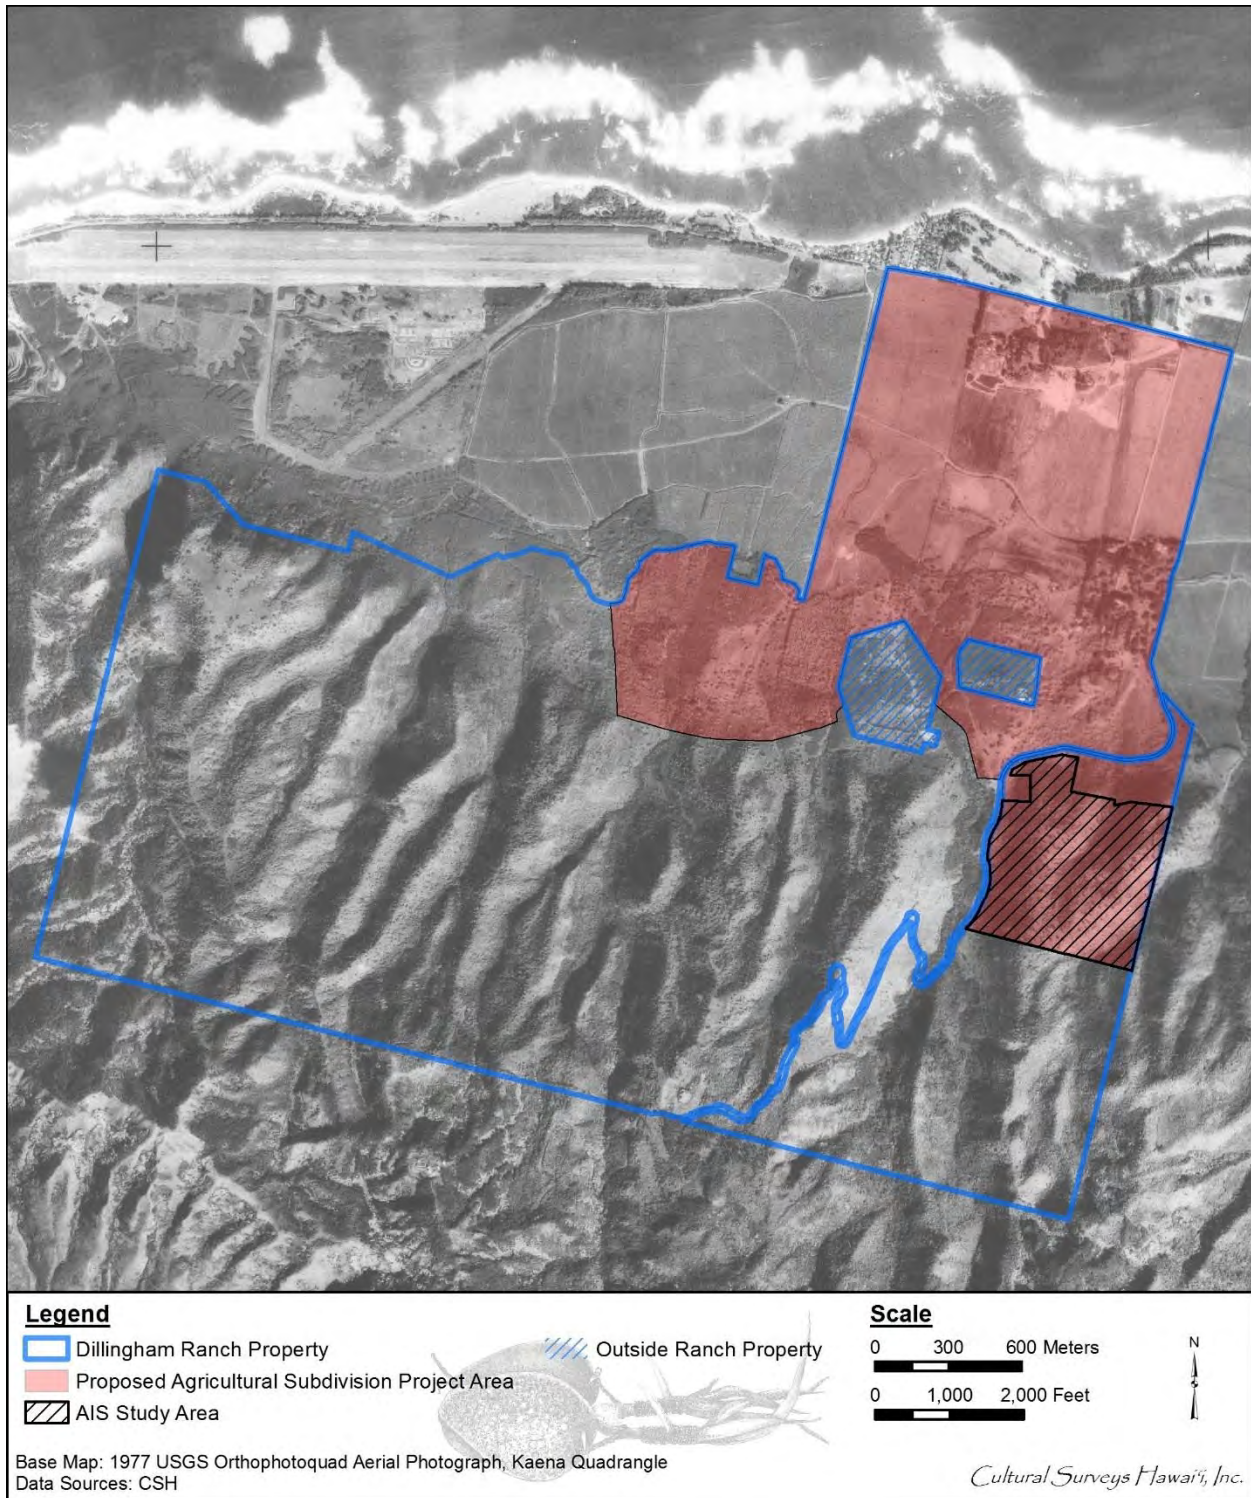 Legend
Dillingham Ranch Property
Outside Ranch Property
Proposed Agricultural Subdivision Project Area
AIS Study Area
Base Map: 1977 USGS Orthophotoquad Aerial Photograph, Kaena Quadrangle
Data Sources: CSH
Scale
0 300 600 Meters
0 1,000 2,000 Feet
N
Cultural Surveys Hawai‘i, Inc.